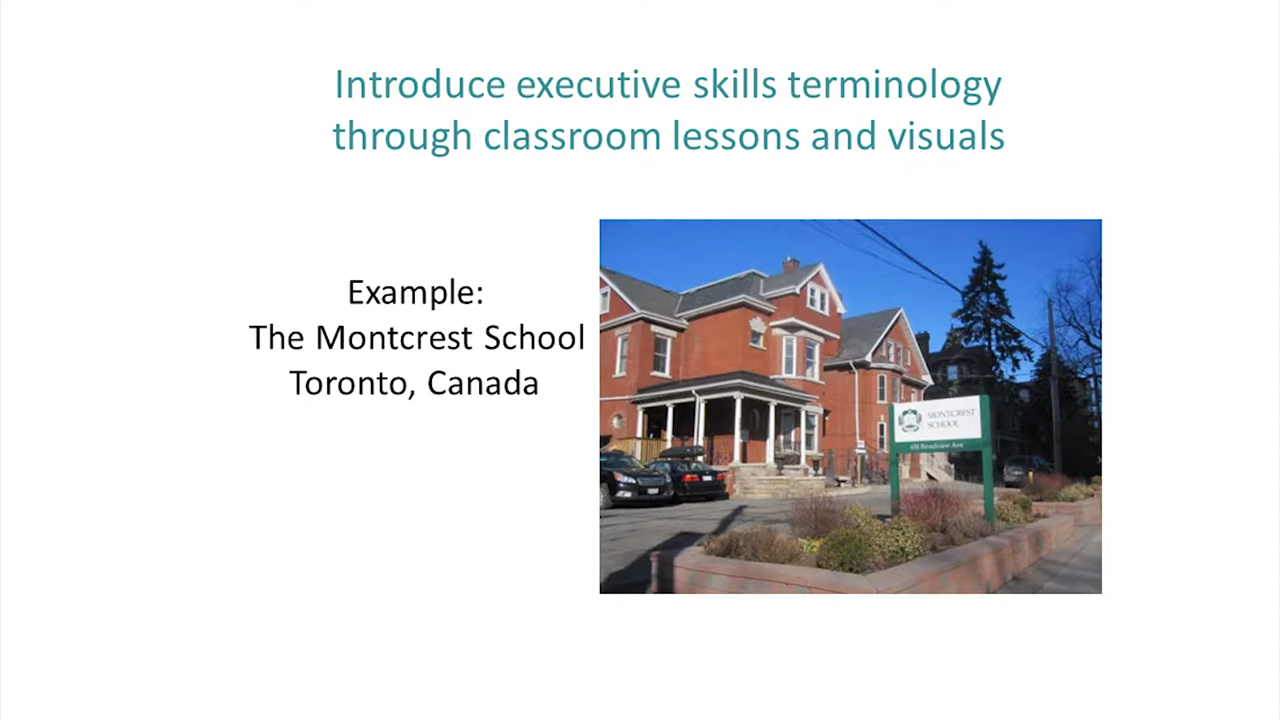 Introduce executive skills terminology
through classroom lessons and visuals
Example:
The Montcrest School
Toronto, Canada
MONTCREST
SCHOOL